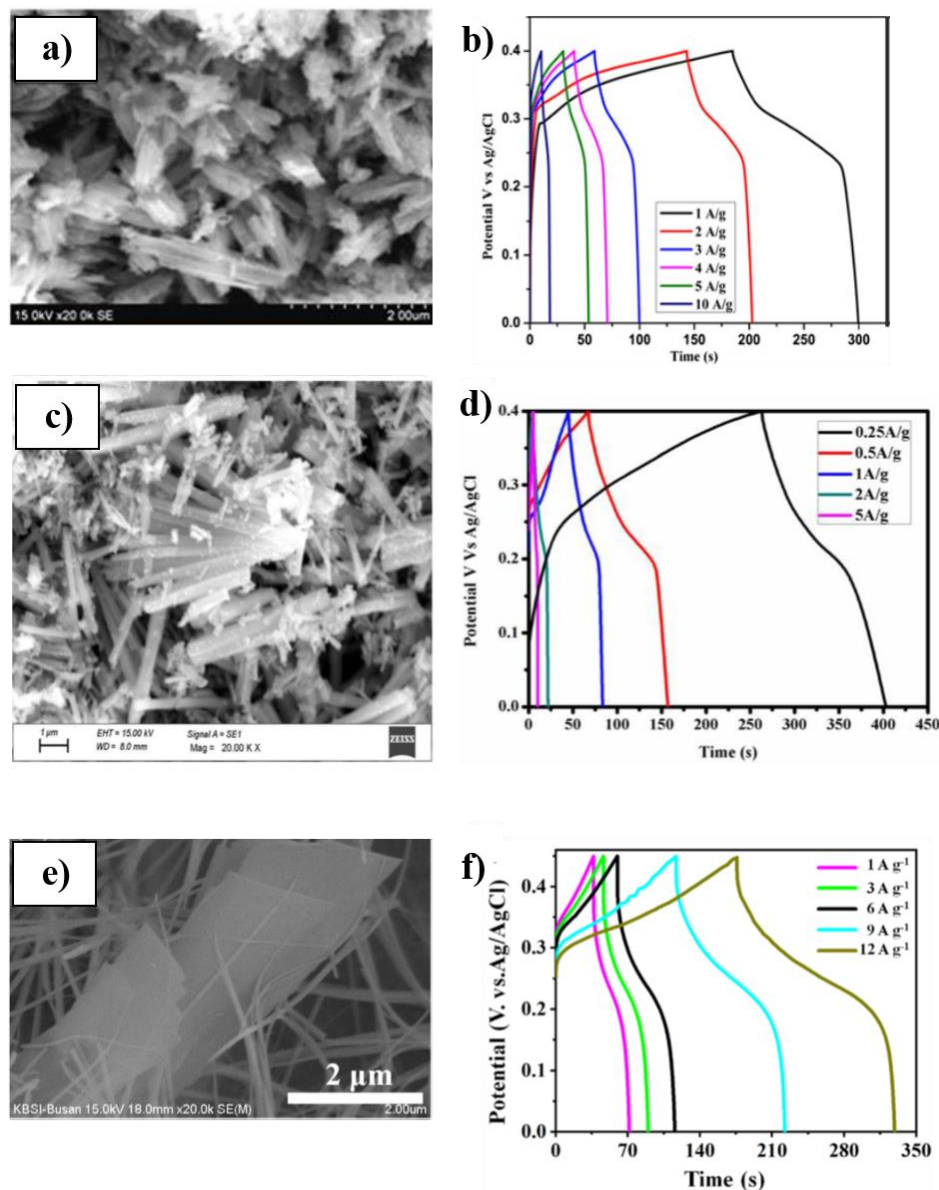 a)
15.0kV x20.0k SE
2.00um
b)
Potential V vs Ag/AgCl
0.4
0.3
0.2
0.1
0.0
1 A/g
2 A/g
3 A/g
4 A/g
5 A/g
10 A/g
0 50 100 150 200 250 300
Time (s)
c)
1 µm
EHT = 15.00 kV
Signal A = SE1
WD = 8.0 mm
Mag = 20.00 K X
ZEISS
d)
Potential V Vs Ag/AgCl
0.4
0.3
0.2
0.1
0.0
0.25A/g
0.5A/g
1A/g
2A/g
5A/g
0 50 100 150 200 250 300 350 400 450
Time (s)
e)
2 µm
KBSI-Busan 15.0kV 18.0mm x20.0k SE(M)
2.00um
f)
Potential (V. vs.Ag/AgCl)
0.4
0.3
0.2
0.1
0.0
1 A g-1
3 A g-1
6 A g-1
9 A g-1
12 A g-1
0 70 140 210 280 350
Time (s)